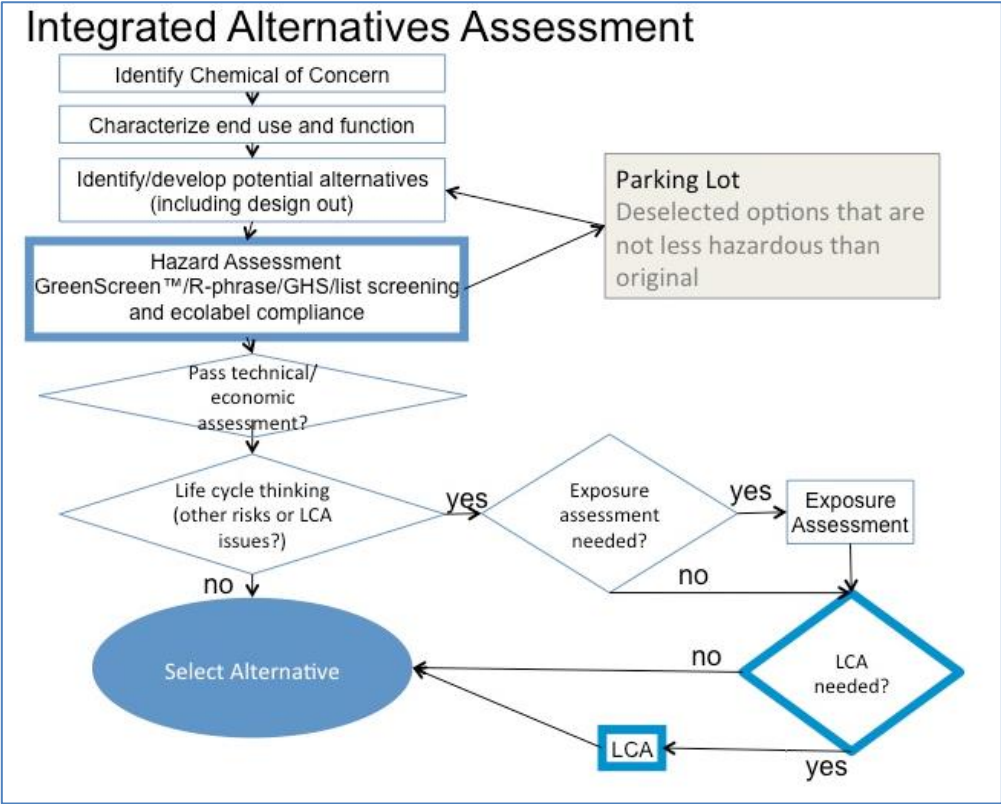 Integrated Alternatives Assessment
Identify Chemical of Concern
Characterize end use and function
Identify/develop potential alternatives
(including design out)
Parking Lot
Deselected options that are
not less hazardous than
original
Hazard Assessment
GreenScreen™/R-phrase/GHS/list screening
and ecolabel compliance
Pass technical/
economic
assessment?
Life cycle thinking
(other risks or LCA
issues?)
yes
Exposure
assessment
needed?
yes
Exposure
Assessment
no
no
Select Alternative
no
LCA
needed?
LCA
yes